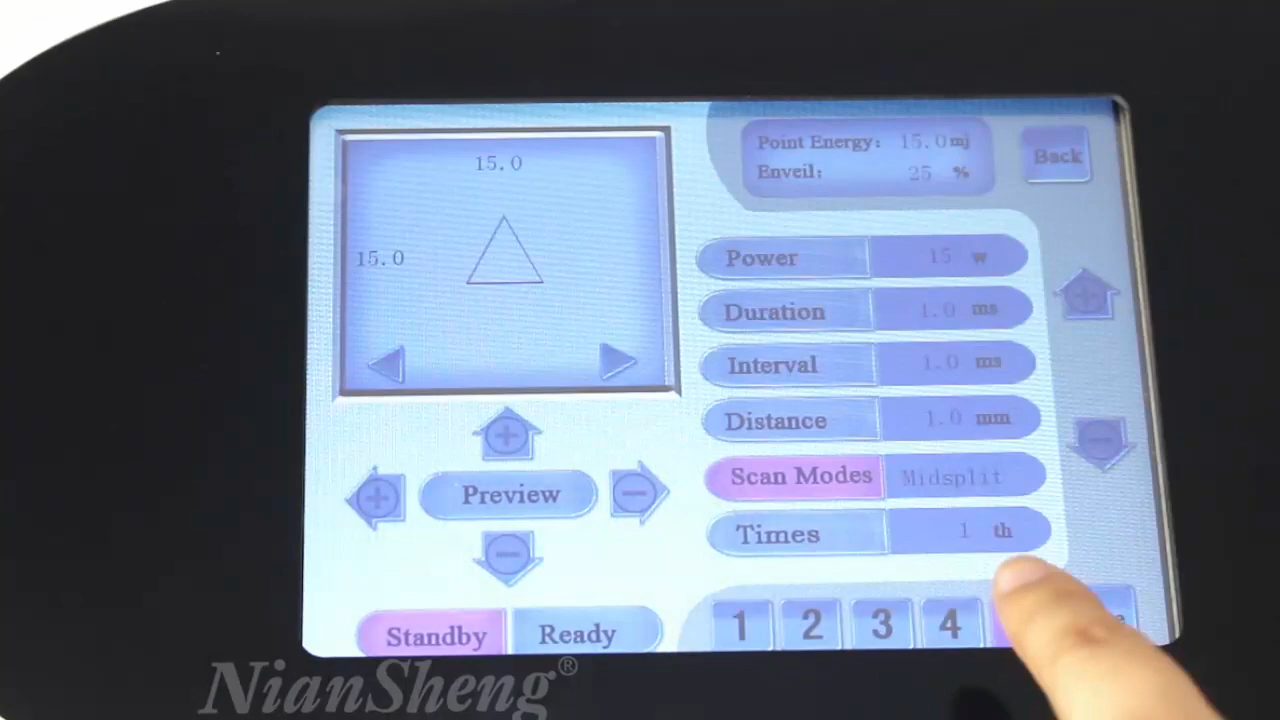 15.0
15.0
Preview
Standby
Ready
Point Energy: 15.0 mj
Enveil: 25 %
Back
Power 15 w
Duration 1.0 ms
Interval 1.0 ms
Distance 1.0 mm
Scan Modes Midsplit
Times 1 th
1 2 3 4
NianSheng®